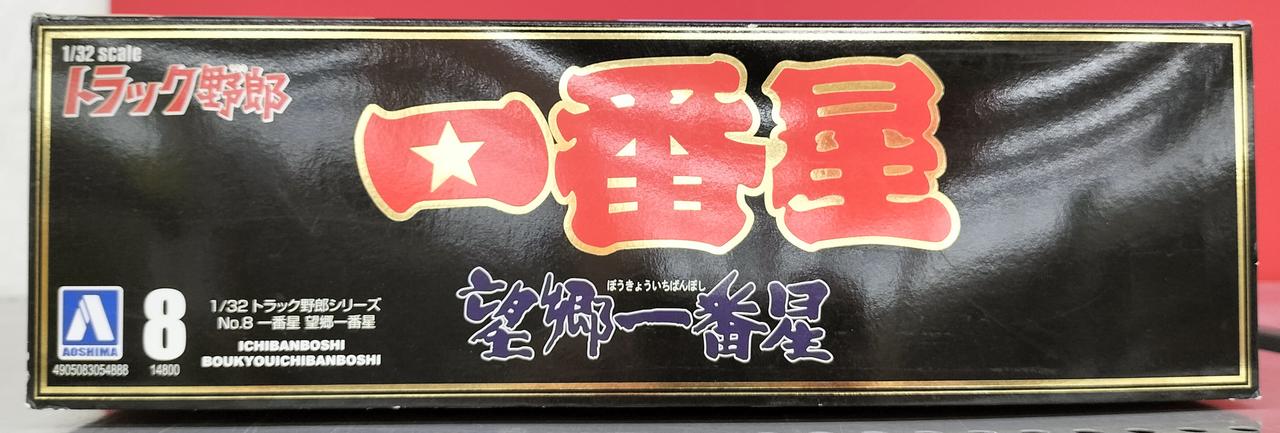 1/32 scale
トラック野郎
一番星
ぼうきょういちばんぼし
望郷一番星
AOSHIMA
4905083054888
8
14800
1/32 トラック野郎シリーズ
No.8 一番星 望郷一番星
ICHIBANBOSHI
BOUKYOUICHIBANBOSHI